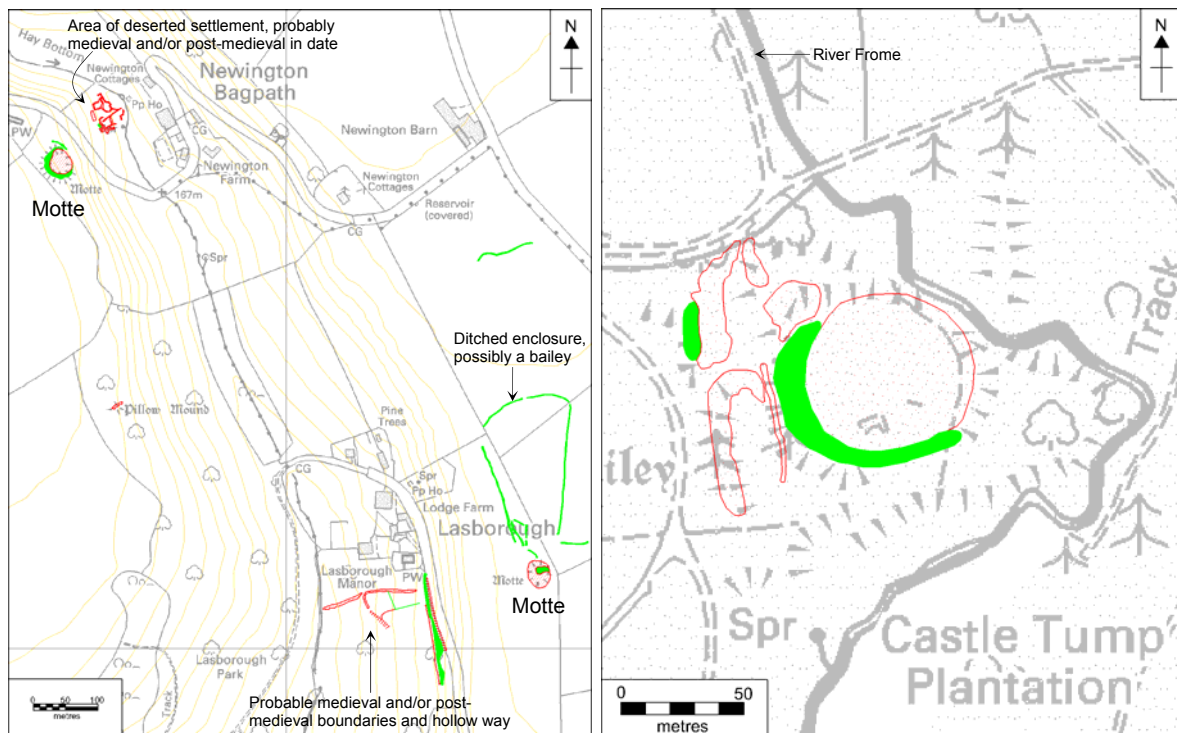 Area of deserted settlement, probably
medieval and/or post-medieval in date
N
Hay Bottom
Newington
Cottages
Newington
Bagpath
Pp Ho
PW
CG
Newington Barn
Motte
Motte
Newington
Farm
167m
Newington
Cottages
Reservoir
(covered)
CG
Spr
Ditched enclosure,
possibly a bailey
Pillow Mound
Pine
Trees
CG
Spr
Pp Ho
Lodge Farm
Lasborough
Lasborough
Manor
PW
Motte
Motte
Lasborough
Park
Track
0 50 100
metres
Probable medieval and/or post-
medieval boundaries and hollow way
N
River Frome
Track
iley
Spr
Castle Tump
Plantation
0 50
metres